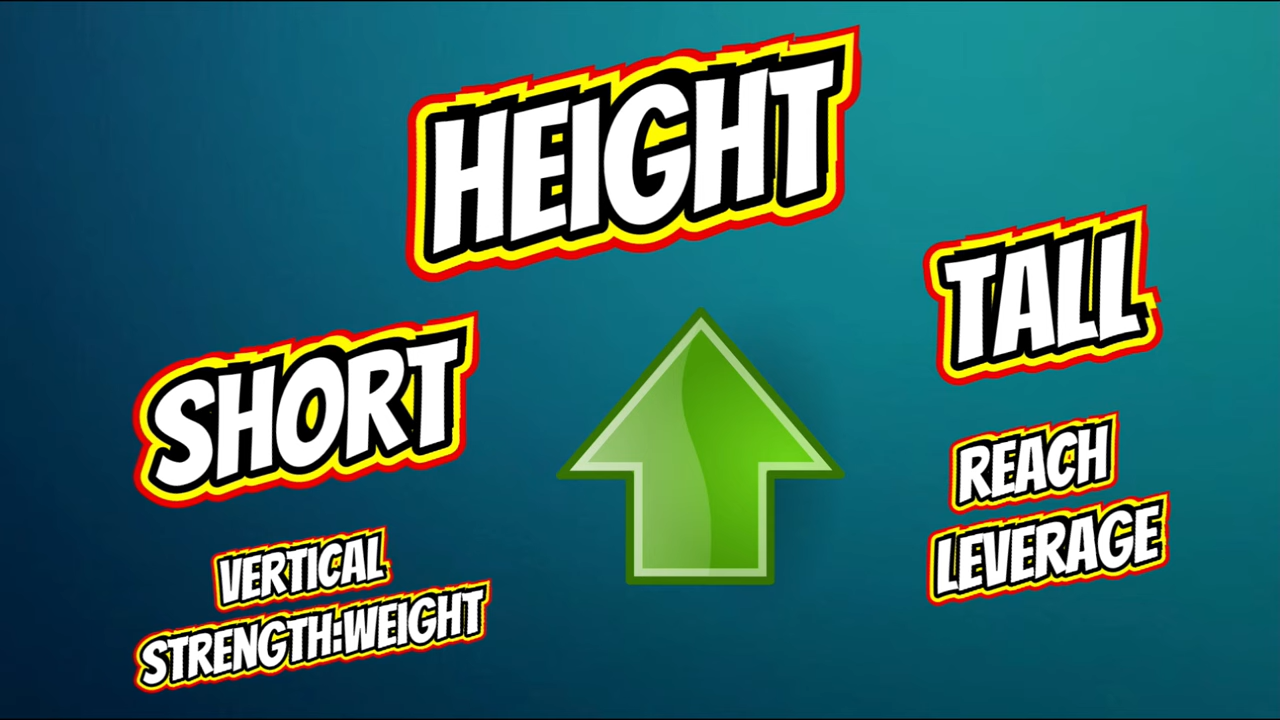 HEIGHT
SHORT
VERTICAL
STRENGTH:WEIGHT
TALL
REACH
LEVERAGE